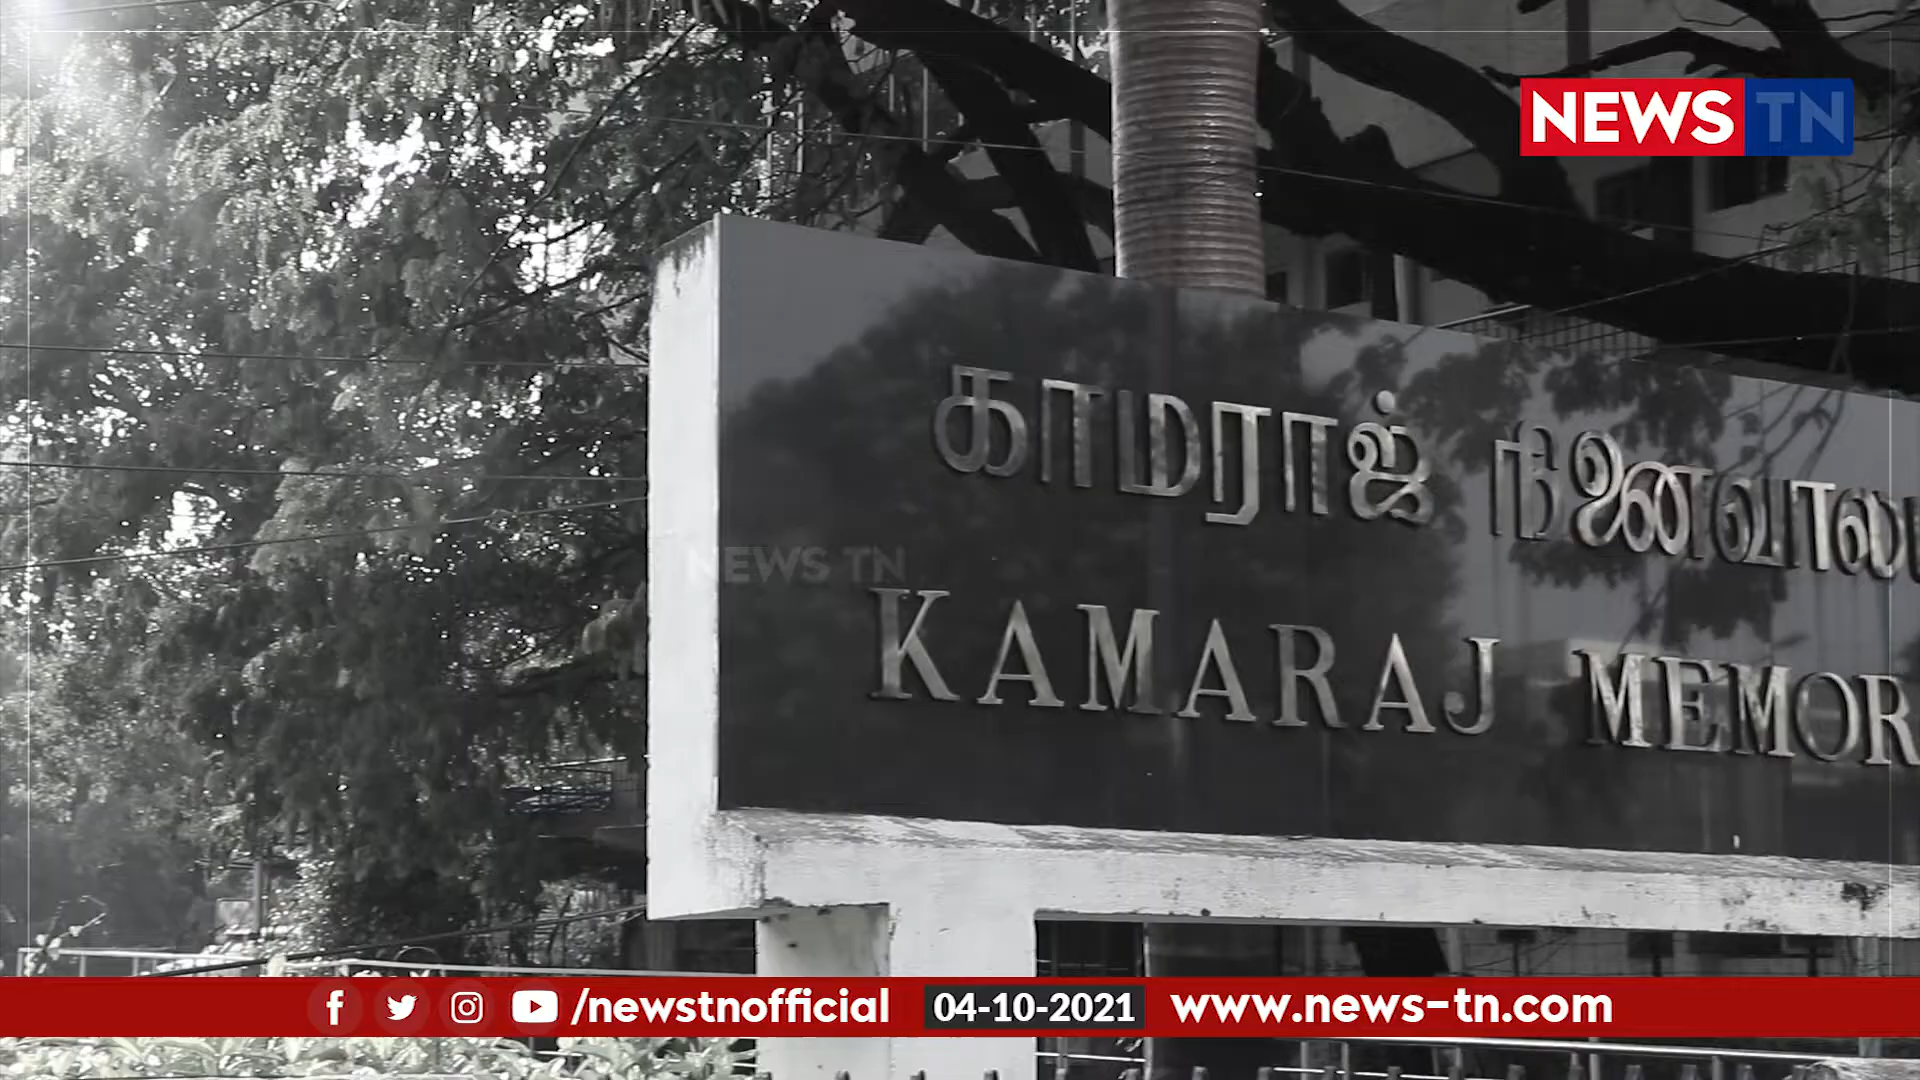 NEWS TN
காமராஜ்
NEWS TN
KAMARAJ
/newstnofficial 04-10-2021 www.news-tn.com